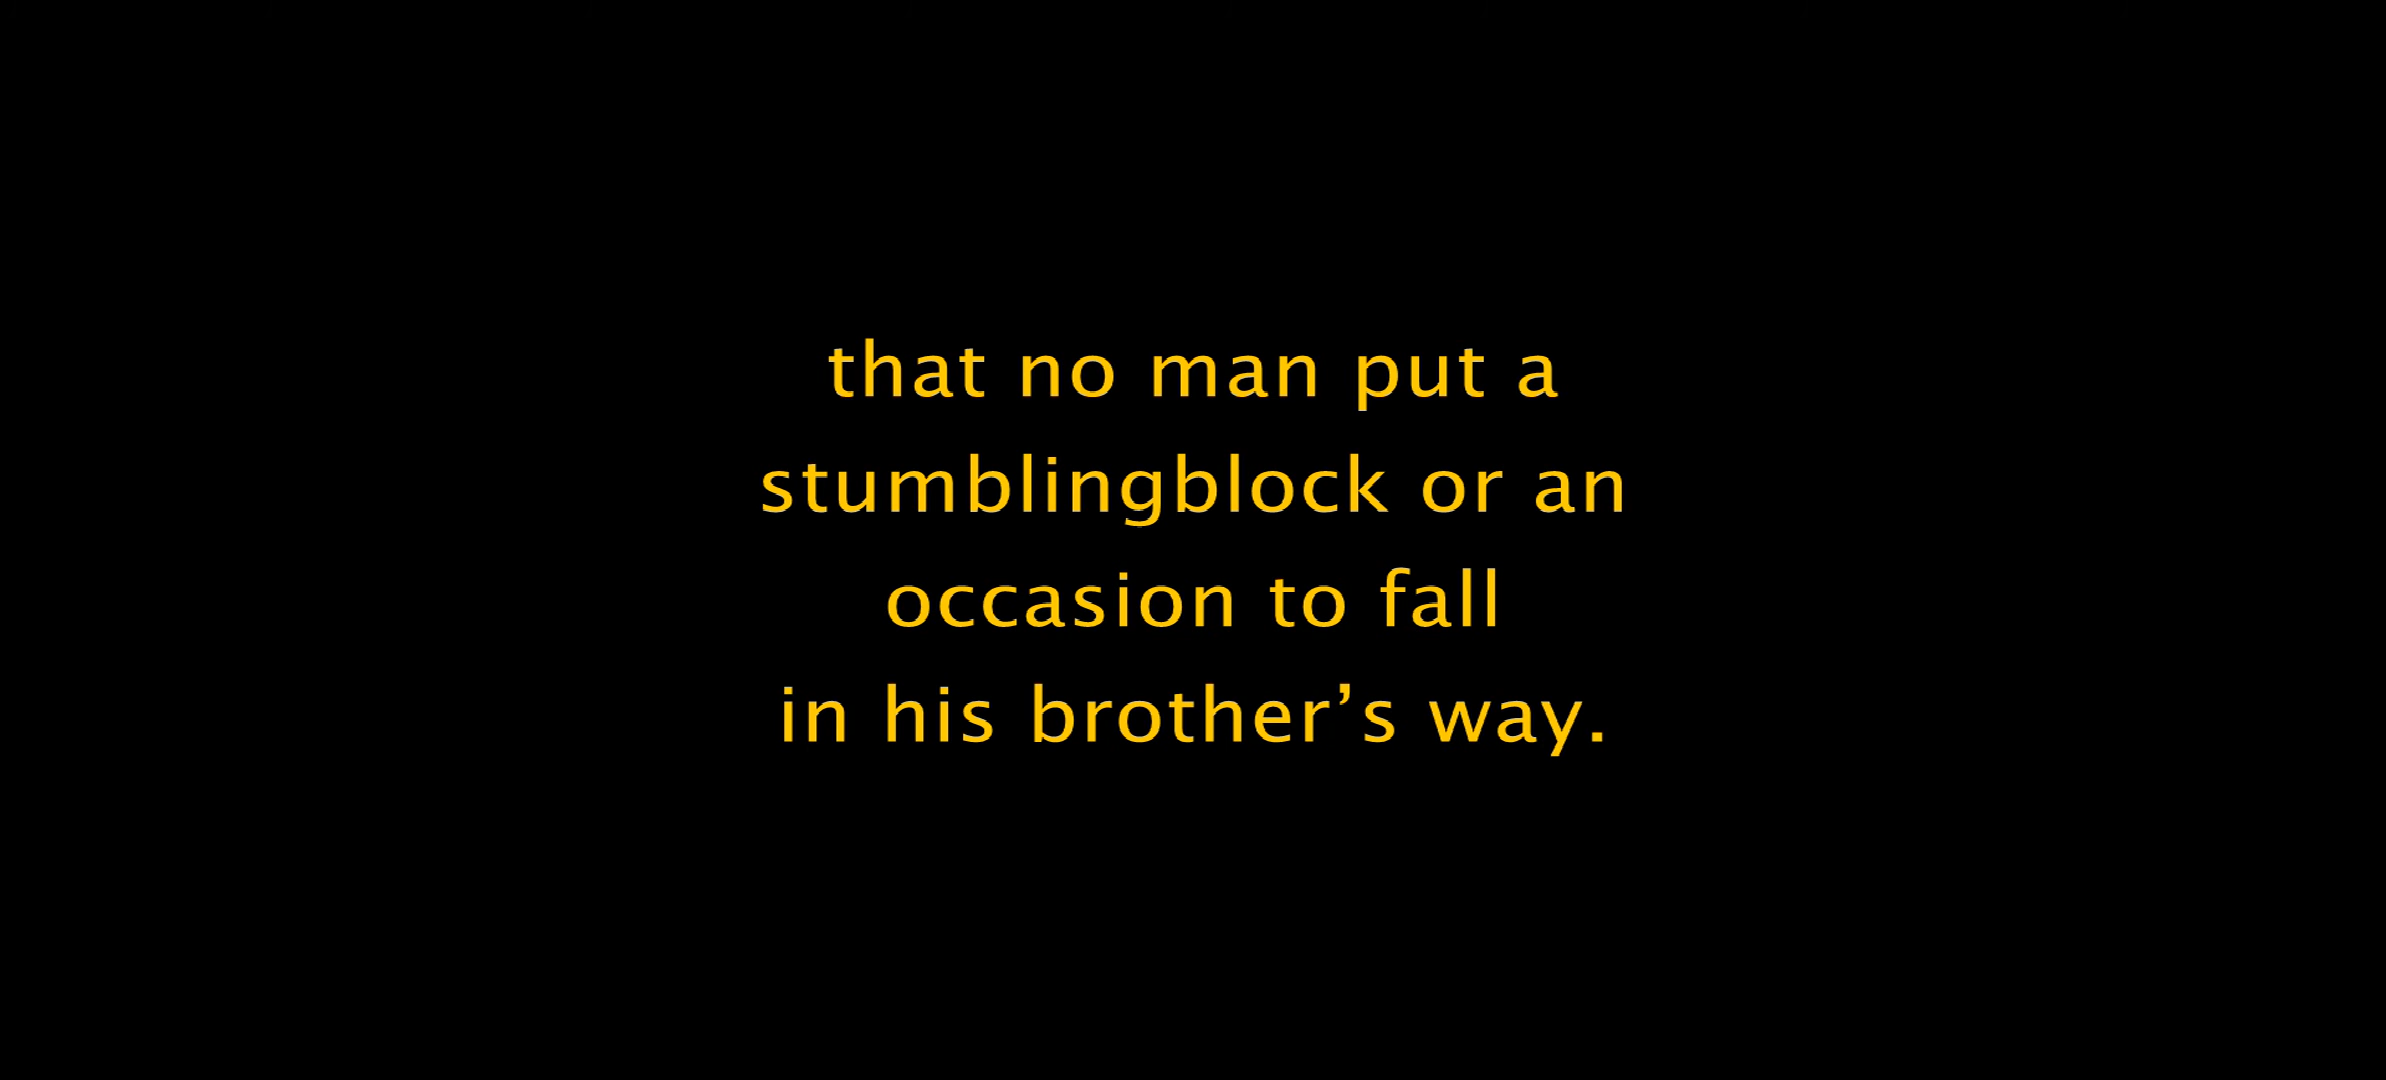 that no man put a
stumblingblock or an
occasion to fall
in his brother’s way.